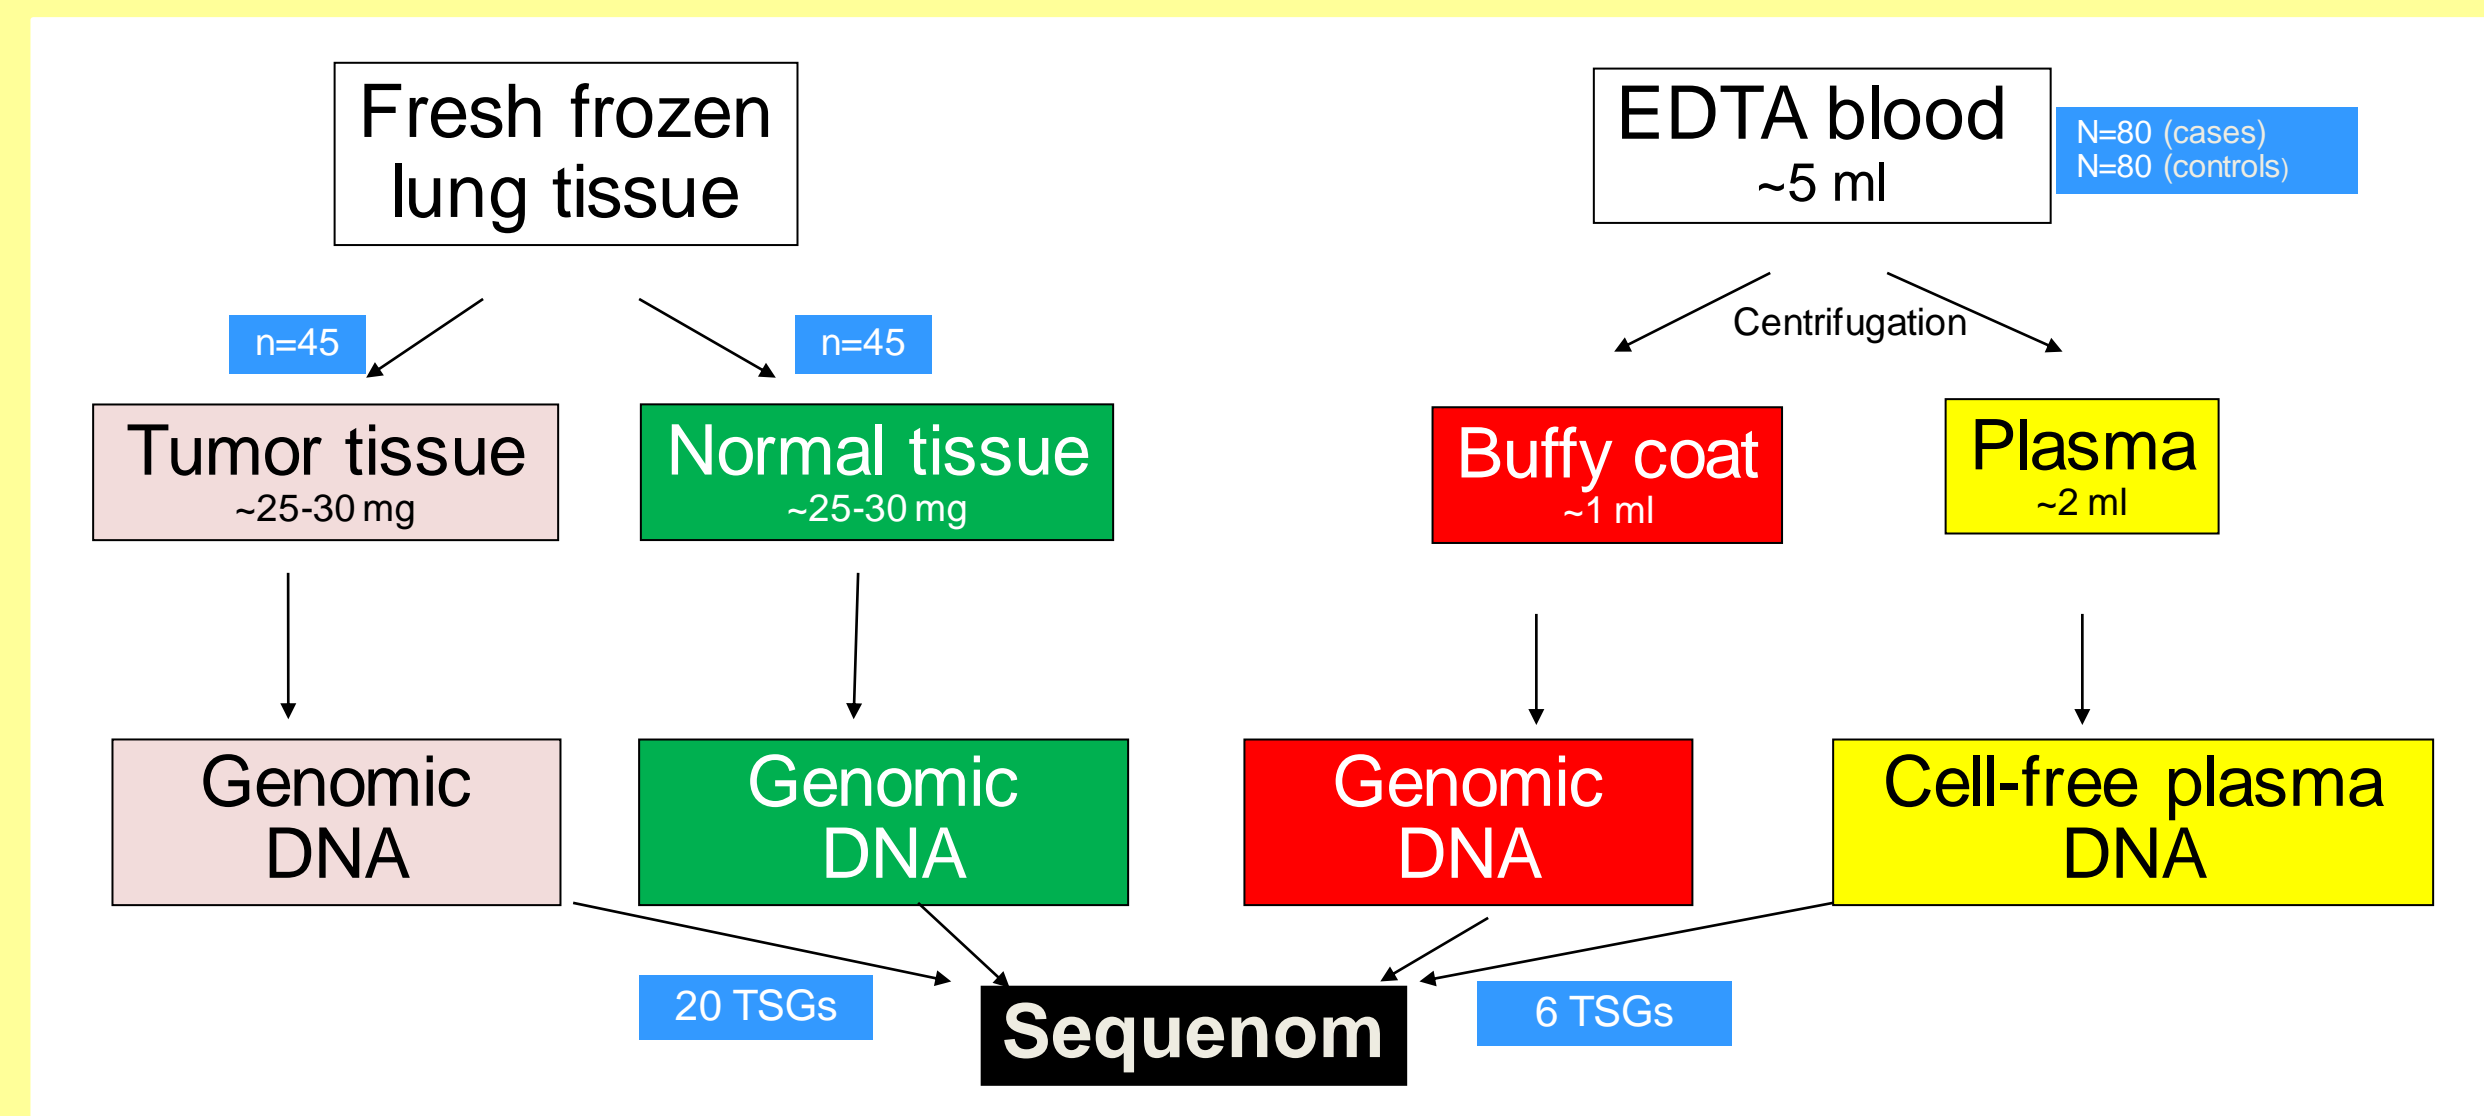 Fresh frozen
lung tissue
EDTA blood
~5 ml
N=80 (cases)
N=80 (controls)
n=45
n=45
Centrifugation
Tumor tissue
~25-30 mg
Normal tissue
~25-30 mg
Buffy coat
~1 ml
Plasma
~2 ml
Genomic
DNA
Genomic
DNA
Genomic
DNA
Cell-free plasma
DNA
20 TSGs
Sequenom
6 TSGs